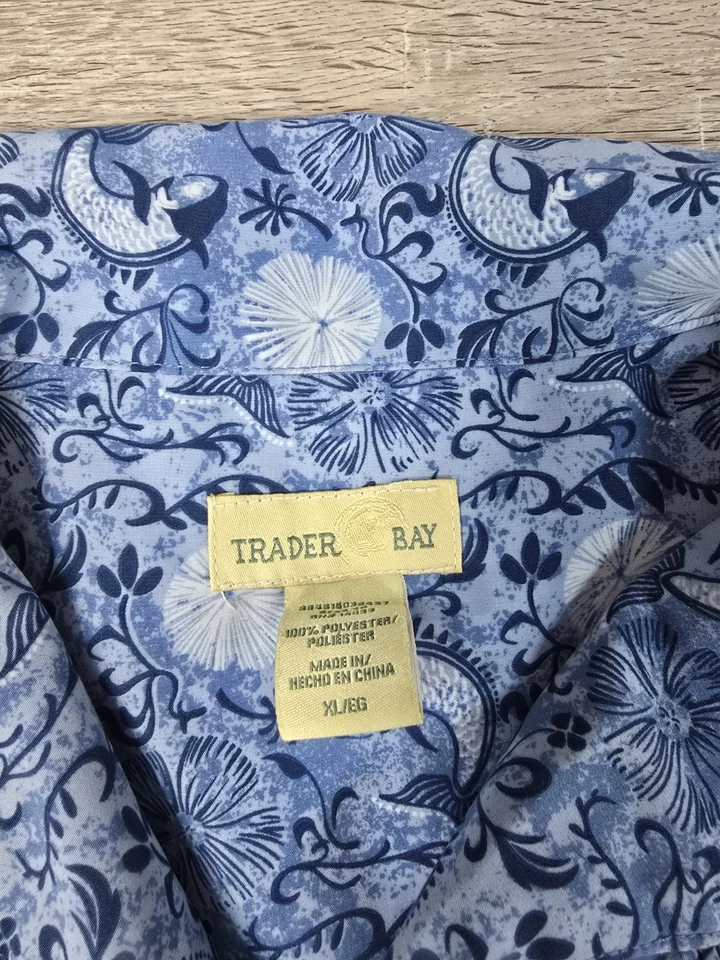 TRADER BAY
100% POLYESTER/
POLIÉSTER
MADE IN/
HECHO EN CHINA
XL/EG